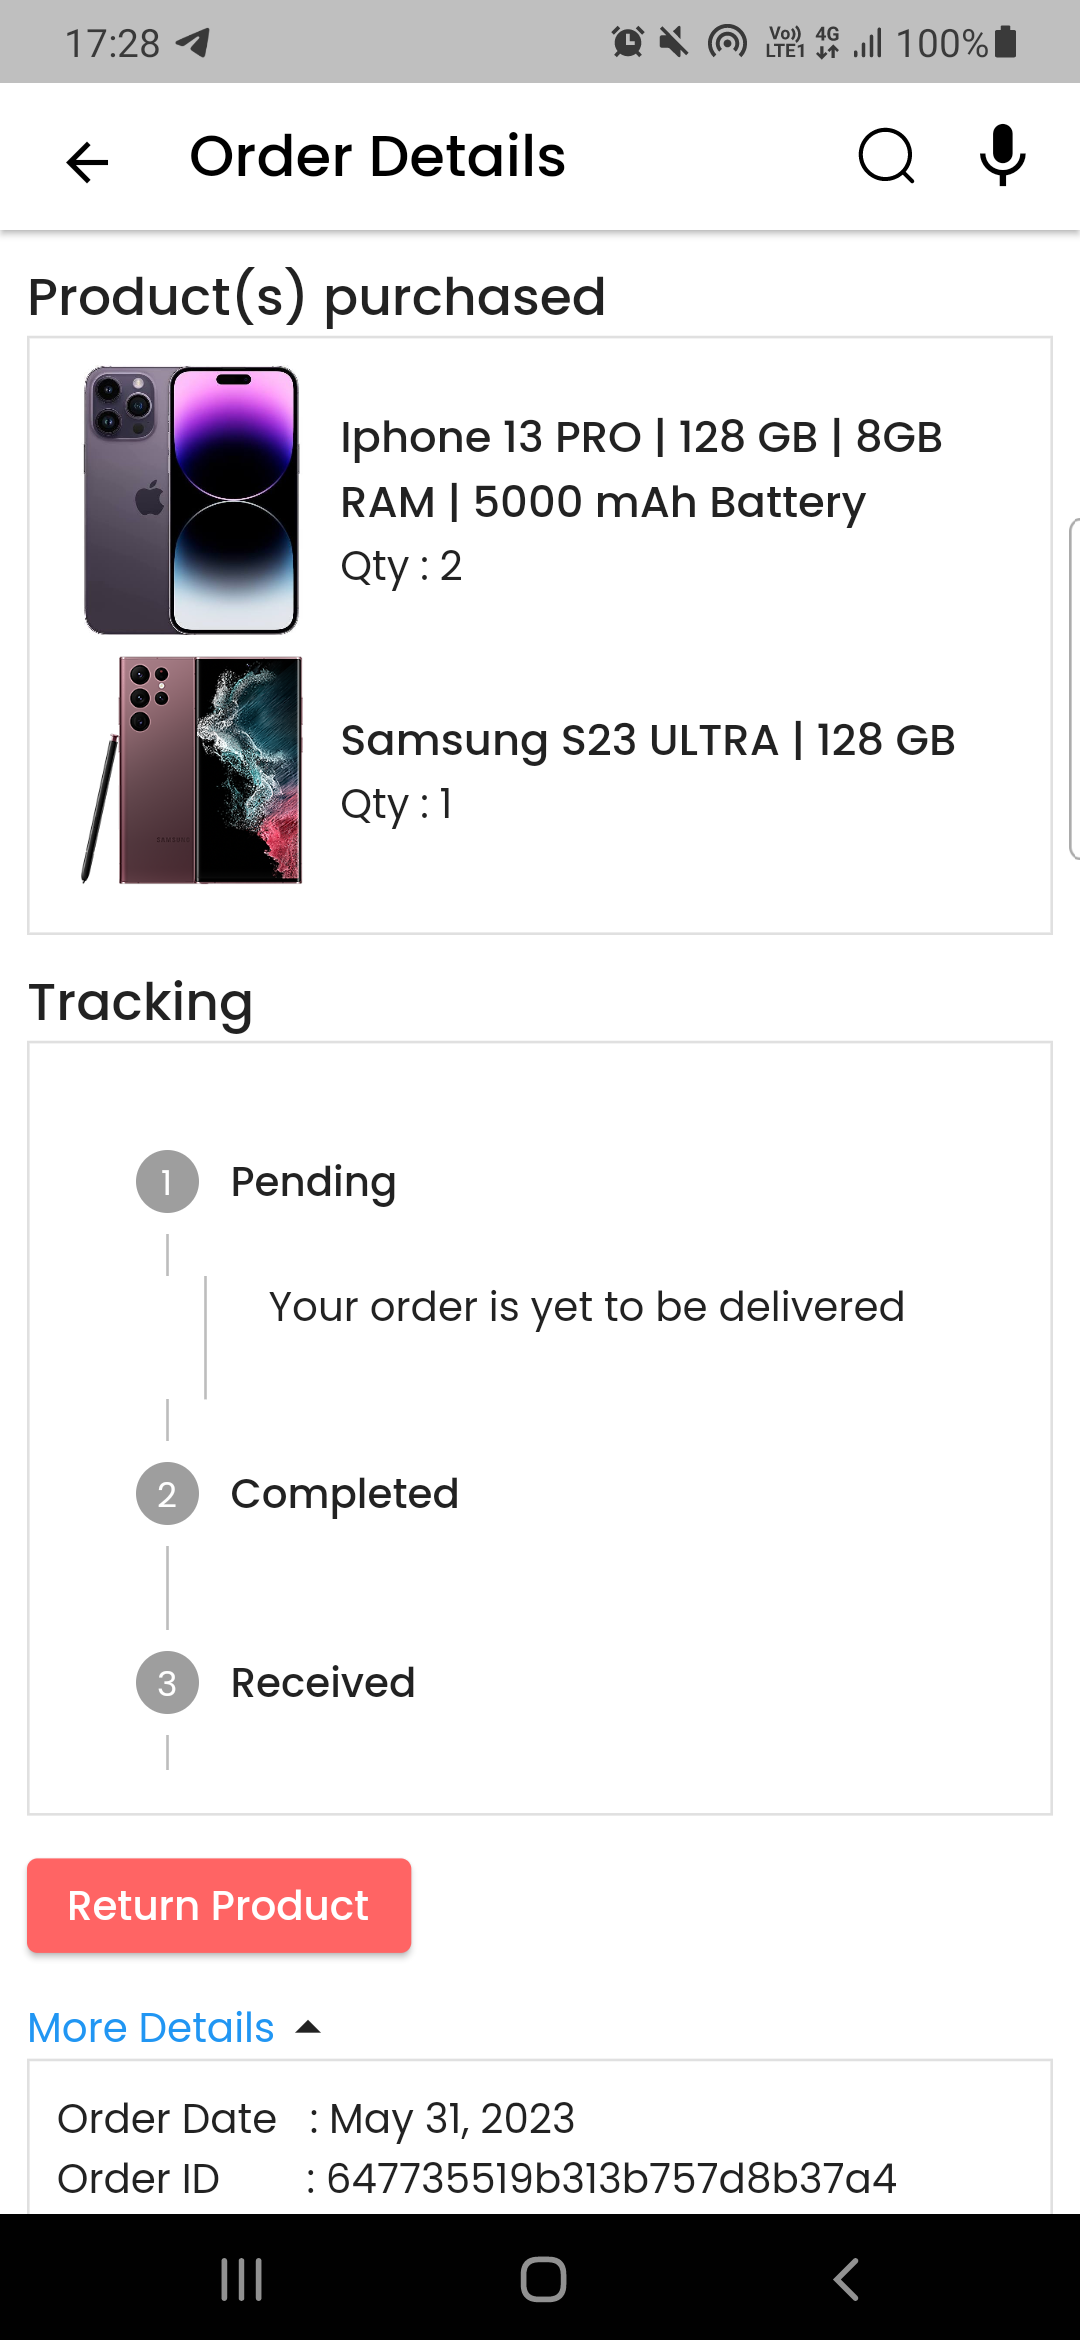 17:28 Vo)) LTE1 4G 100%
Order Details
Product(s) purchased
Iphone 13 PRO | 128 GB | 8GB
RAM | 5000 mAh Battery
Qty : 2
SAMSUNG
Samsung S23 ULTRA | 128 GB
Qty : 1
Tracking
1 Pending
Your order is yet to be delivered
2 Completed
3 Received
Return Product
More Details
Order Date : May 31, 2023
Order ID : 647735519b313b757d8b37a4